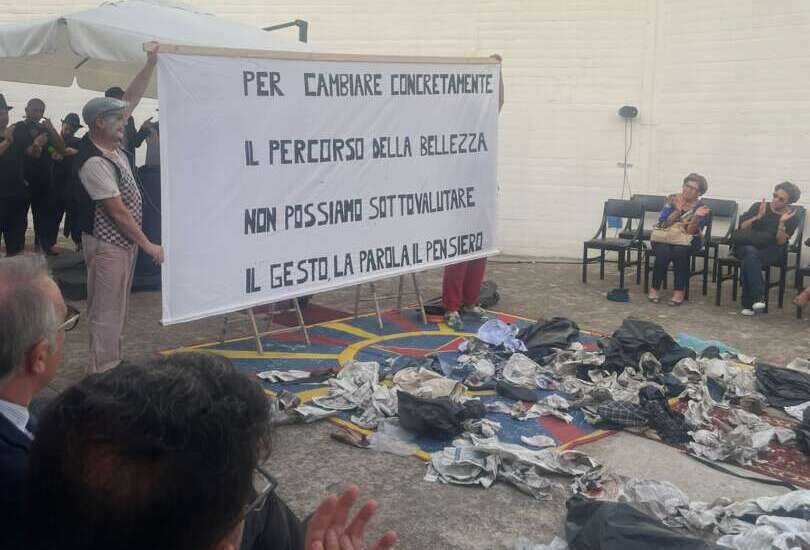 PER CAMBIARE CONCRETAMENTE
IL PERCORSO DELLA BELLEZZA
NON POSSIAMO SOTTOVALUTARE
IL GESTO, LA PAROLA IL PENSIERO